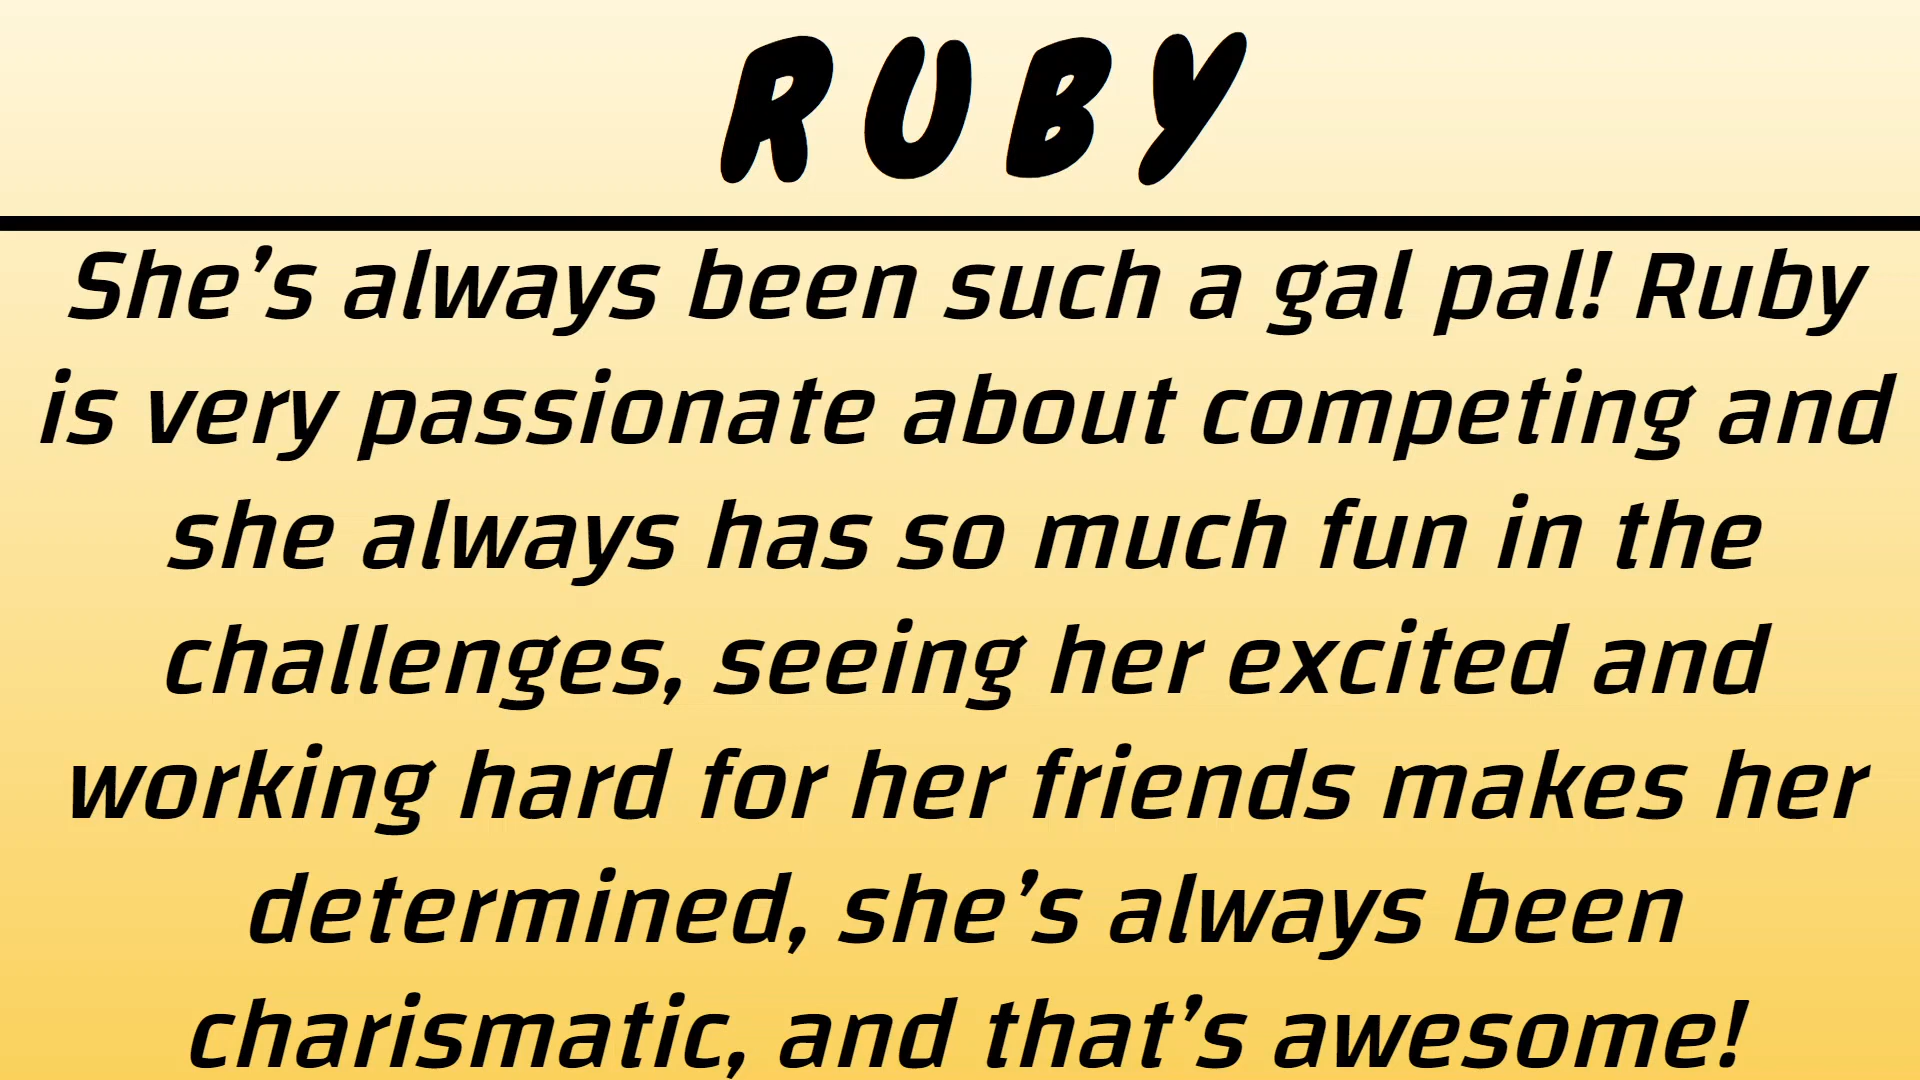 RUBY
She’s always been such a gal pal! Ruby
is very passionate about competing and
she always has so much fun in the
challenges, seeing her excited and
working hard for her friends makes her
determined, she’s always been
charismatic, and that’s awesome!